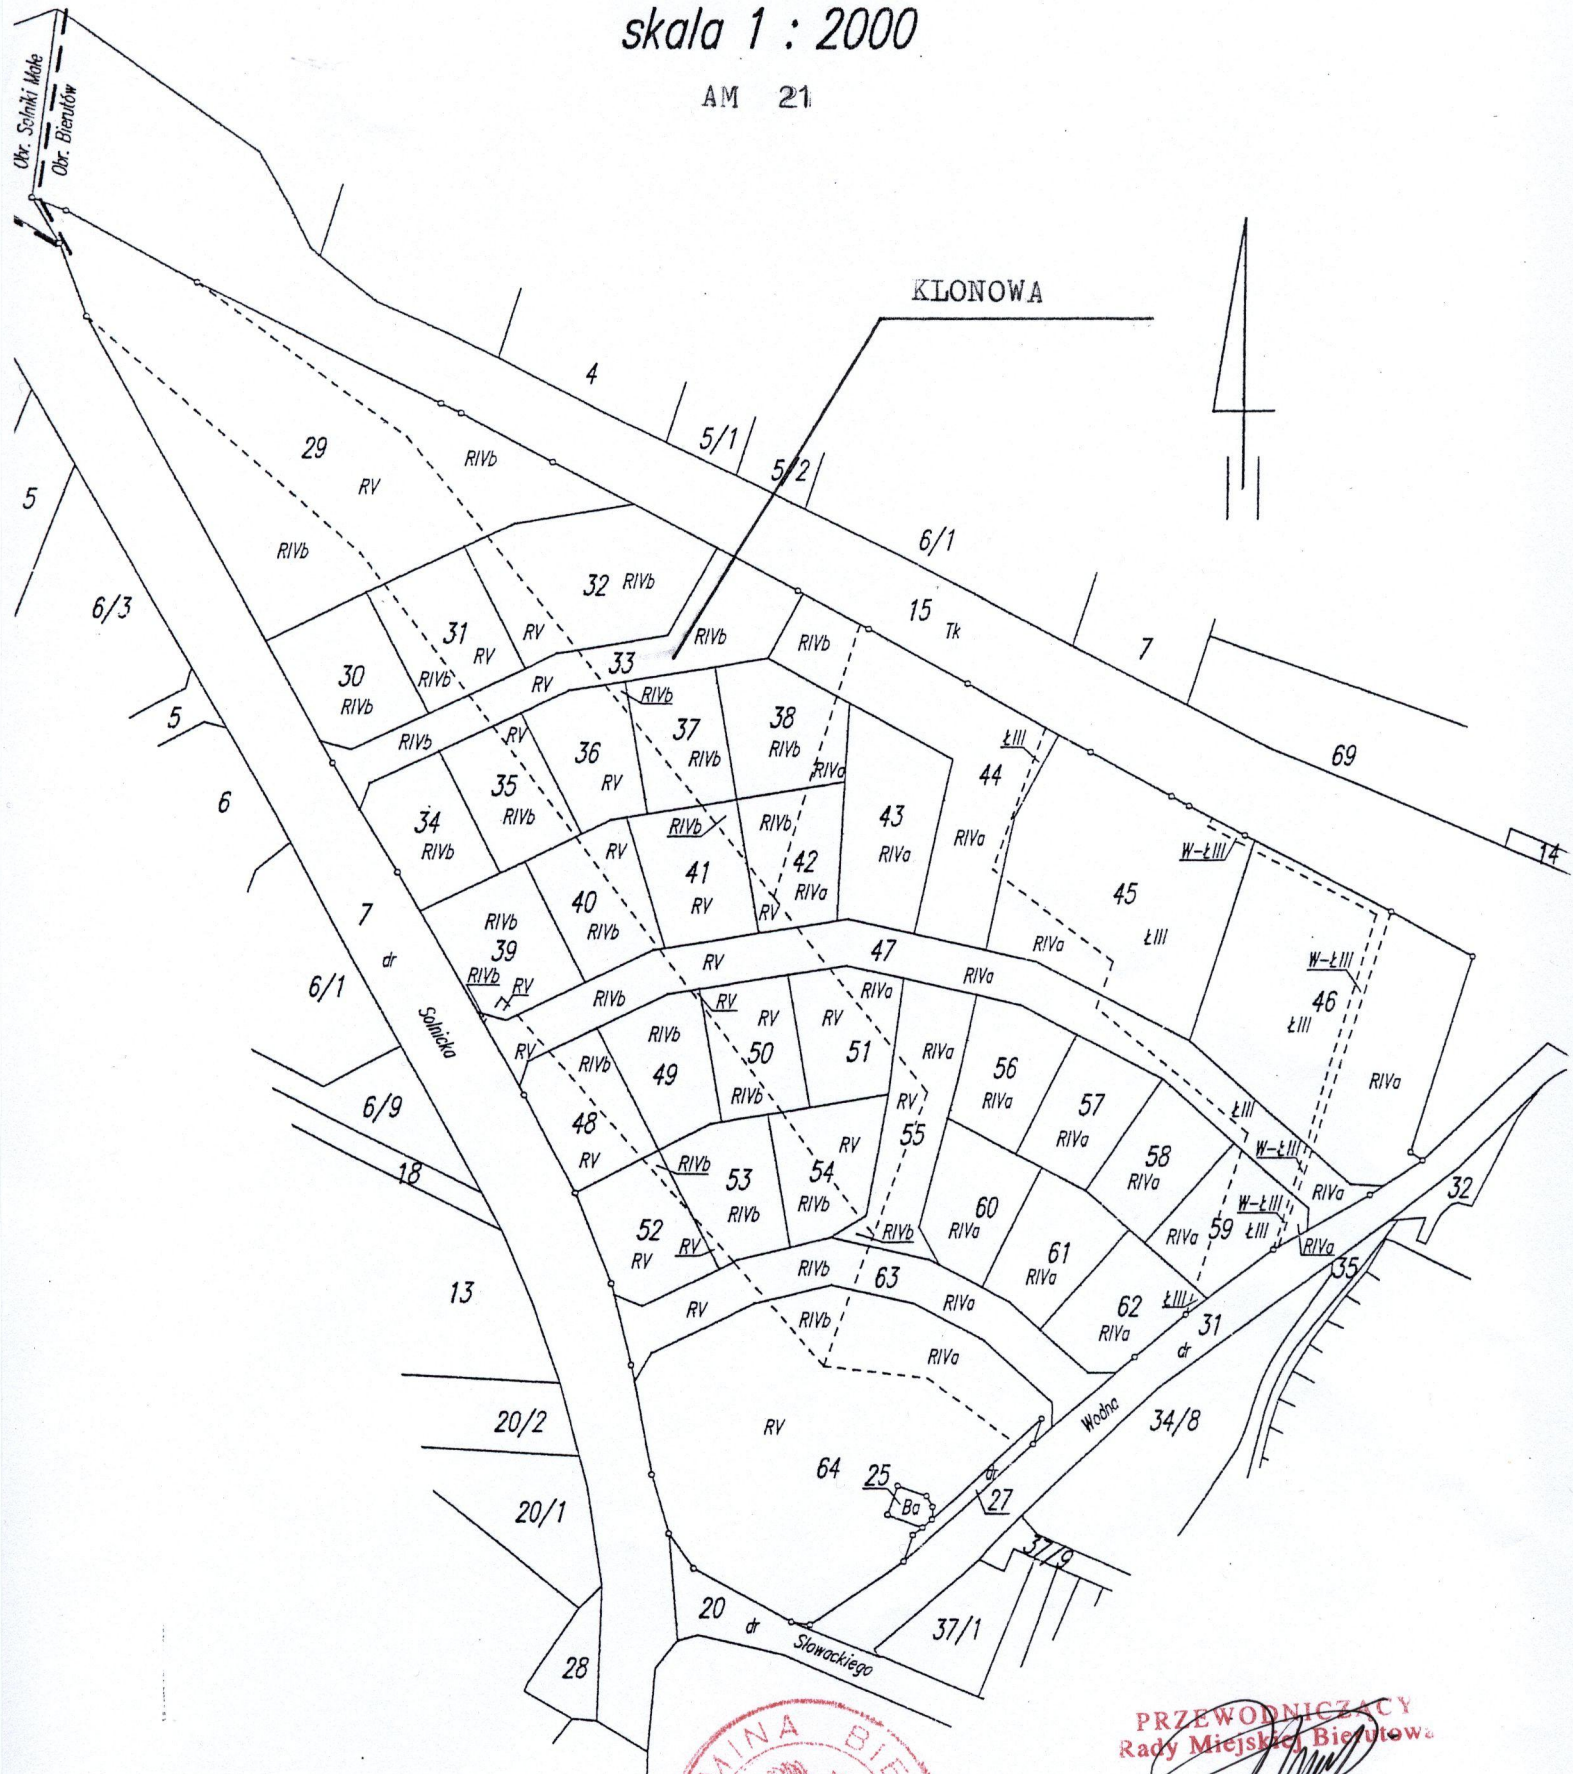 skala 1 : 2000
AM 21
Obr. Solniki Małe
Obr. Bierutów
KLONOWA
4
5/1
5/2
29
RIVb
RV
5
RIVb
6/1
6/3
32 RIVb
15
Tk
31
RV
RV
RIVb
RIVb
7
30
RIVb
RIVb
33
RV
5
RIVb
RIVb
RV
36
RV
37
RIVb
38
RIVb
RIVa
ŁIII
44
69
6
35
RIVb
34
RIVb
RIVb
RV
RIVb
43
RIVa
RIVa
W-ŁIII
14
41
RV
42
RIVa
40
RIVb
RV
45
ŁIII
7
dr
RIVb
39
RIVb
RV
47
RV
RIVa
RIVa
W-ŁIII
46
ŁIII
6/1
Solnicka
RIVb
RV
RIVa
RV
RV
RIVb
RV
RIVb
49
50
51
RIVa
56
RIVa
RIVa
6/9
48
RV
RIVb
RV
55
57
RIVa
ŁIII
18
RIVb
53
RIVb
54
RV
RIVb
58
RIVa
W-ŁIII
RIVa
32
52
RV
RV
RIVb
60
RIVa
RIVa
59
W-ŁIII
ŁIII
RIVa
35
13
RIVb
63
RIVa
61
RIVa
RV
RIVb
RIVa
62
RIVa
ŁIII
31
dr
20/2
RV
64
25
Ba
dr
27
Wodna
34/8
20/1
37/9
20
dr
Słowackiego
37/1
28
GMINA BIE
PRZEWODNICZĄCY
Rady Miejskiej Bierutowa